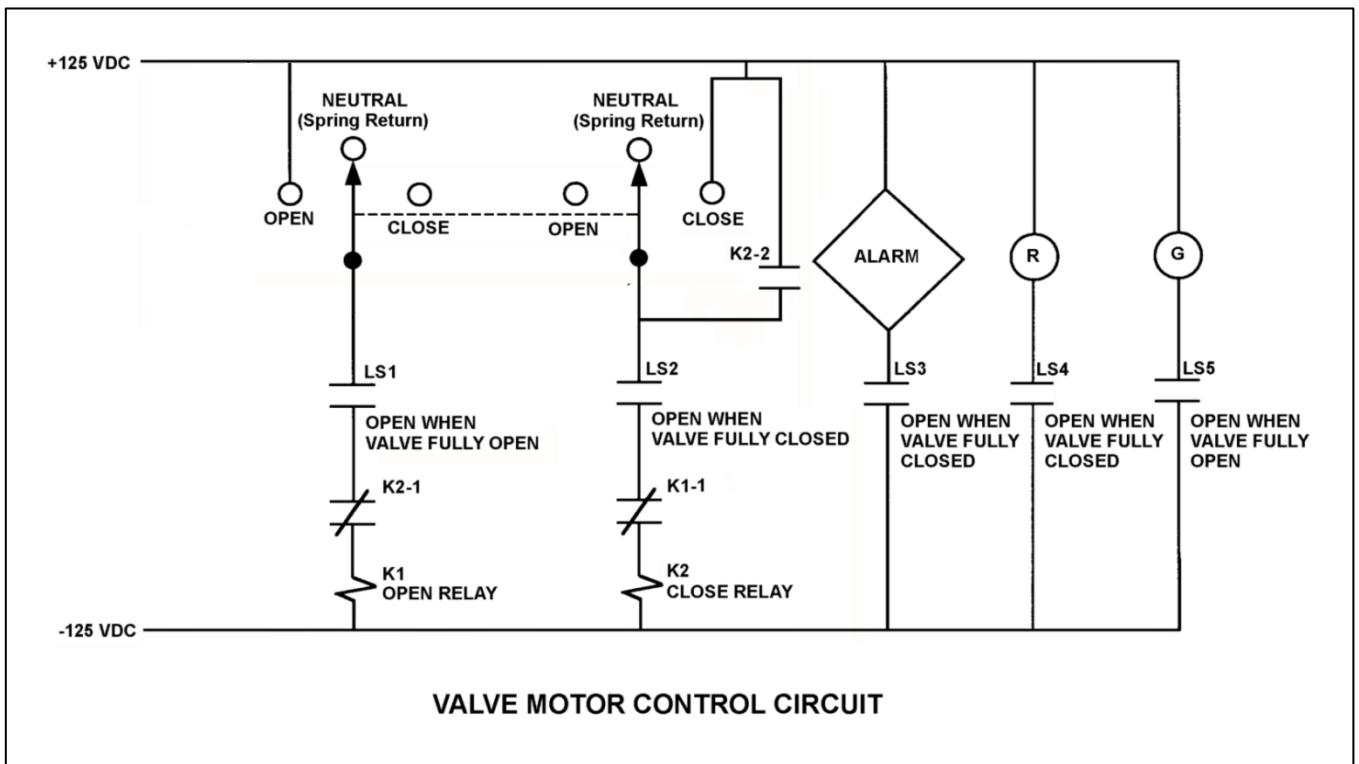 +125 VDC
NEUTRAL
(Spring Return)
NEUTRAL
(Spring Return)
OPEN
CLOSE
OPEN
CLOSE
K2-2
ALARM
R
G
LS1
OPEN WHEN
VALVE FULLY OPEN
LS2
OPEN WHEN
VALVE FULLY CLOSED
LS3
OPEN WHEN
VALVE FULLY
CLOSED
LS4
OPEN WHEN
VALVE FULLY
CLOSED
LS5
OPEN WHEN
VALVE FULLY
OPEN
K2-1
K1-1
K1
OPEN RELAY
K2
CLOSE RELAY
-125 VDC
VALVE MOTOR CONTROL CIRCUIT